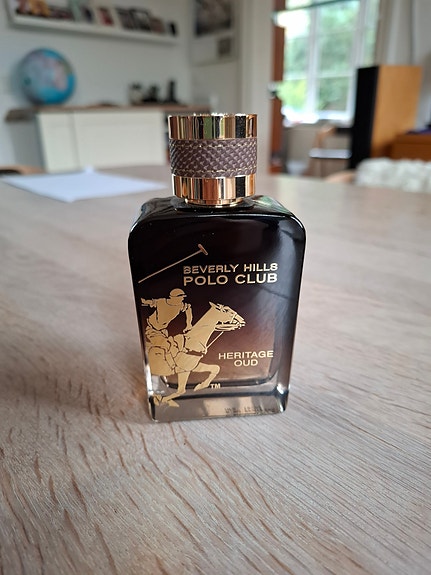 BEVERLY HILLS
POLO CLUB
HERITAGE
OUD
TM